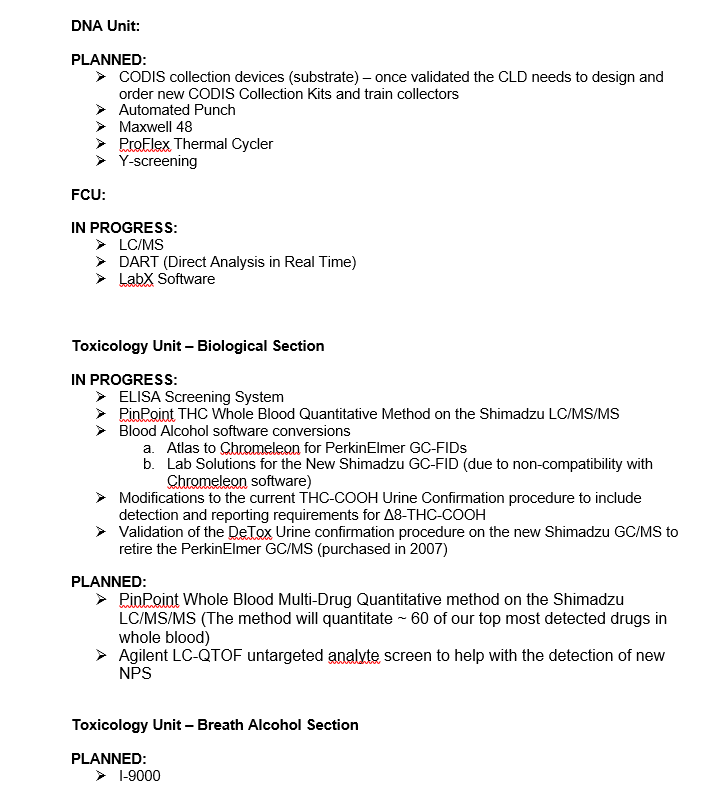 DNA Unit:
PLANNED:
➢ CODIS collection devices (substrate) – once validated the CLD needs to design and
order new CODIS Collection Kits and train collectors
➢ Automated Punch
➢ Maxwell 48
➢ ProFlex Thermal Cycler
➢ Y-screening
FCU:
IN PROGRESS:
➢ LC/MS
➢ DART (Direct Analysis in Real Time)
➢ LabX Software
Toxicology Unit – Biological Section
IN PROGRESS:
➢ ELISA Screening System
➢ PinPoint THC Whole Blood Quantitative Method on the Shimadzu LC/MS/MS
➢ Blood Alcohol software conversions
a. Atlas to Chromeleon for PerkinElmer GC-FIDs
b. Lab Solutions for the New Shimadzu GC-FID (due to non-compatibility with
Chromeleon software)
➢ Modifications to the current THC-COOH Urine Confirmation procedure to include
detection and reporting requirements for Δ8-THC-COOH
➢ Validation of the DeTox Urine confirmation procedure on the new Shimadzu GC/MS to
retire the PerkinElmer GC/MS (purchased in 2007)
PLANNED:
➢ PinPoint Whole Blood Multi-Drug Quantitative method on the Shimadzu
LC/MS/MS (The method will quantitate ~ 60 of our top most detected drugs in
whole blood)
➢ Agilent LC-QTOF untargeted analyte screen to help with the detection of new
NPS
Toxicology Unit – Breath Alcohol Section
PLANNED:
➢ I-9000